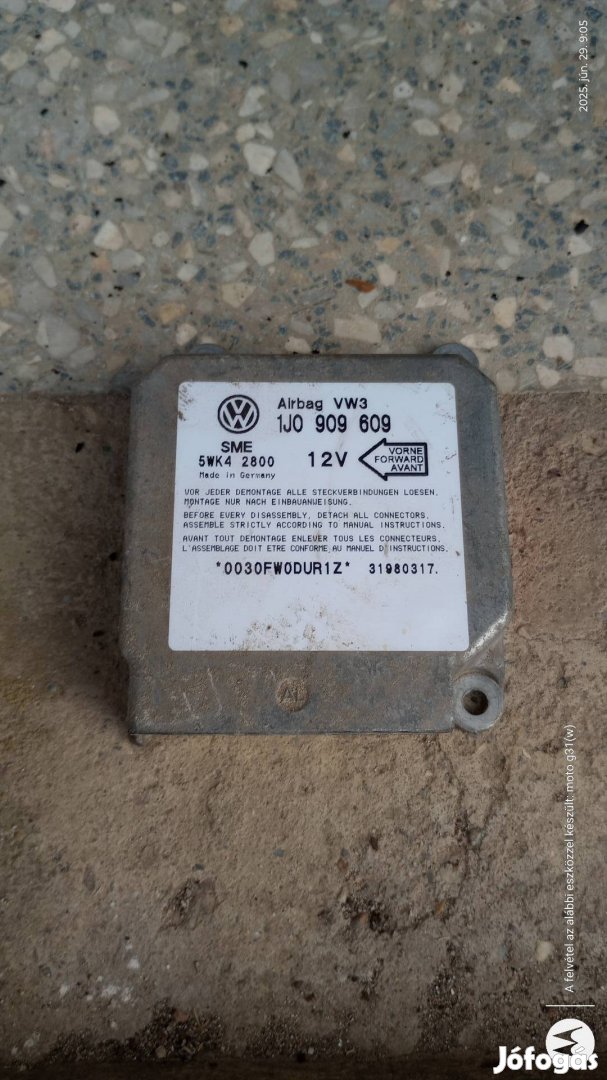 Airbag VW3
1J0 909 609
SME
5WK4 2800
Made in Germany
12V
VORNE
FORWARD
AVANT
VOR JEDER DEMONTAGE ALLE STECKVERBINDUNGEN LOESEN.
MONTAGE NUR NACH EINBAUANWEISUNG.
BEFORE EVERY DISASSEMBLY, DETACH ALL CONNECTORS.
ASSEMBLE STRICTLY ACCORDING TO MANUAL INSTRUCTIONS.
AVANT TOUT DEMONTAGE ENLEVER TOUS LES CONNECTEURS.
L'ASSEMBLAGE DOIT ETRE CONFORME AU MANUEL D'INSTRUCTIONS.
*0030FW0DUR1Z* 31980317.
2025. jún. 29. 9:05
A felvétel az alábbi eszközzel készült: moto g31(w)
Jófogás